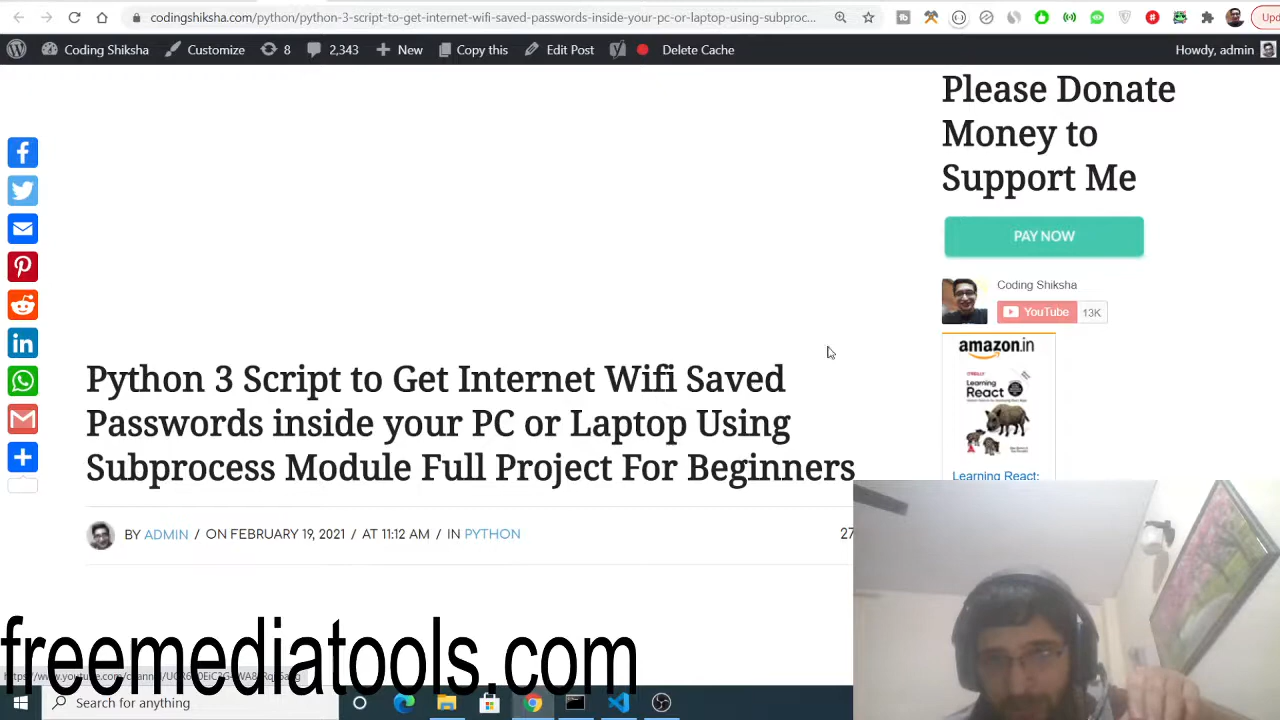 codingshiksha.com/python/python-3-script-to-get-internet-wifi-saved-passwords-inside-your-pc-or-laptop-using-subproc...
Coding Shiksha
Customize
8
2,343
New
Copy this
Edit Post
Delete Cache
Howdy, admin
Please Donate
Money to
Support Me
PAY NOW
Coding Shiksha
YouTube
13K
amazon.in
O'REILLY
Learning
React
Learning React:
Python 3 Script to Get Internet Wifi Saved
Passwords inside your PC or Laptop Using
Subprocess Module Full Project For Beginners
BY ADMIN / ON FEBRUARY 19, 2021 / AT 11:12 AM / IN PYTHON
27
freemediatools.com
Search for anything